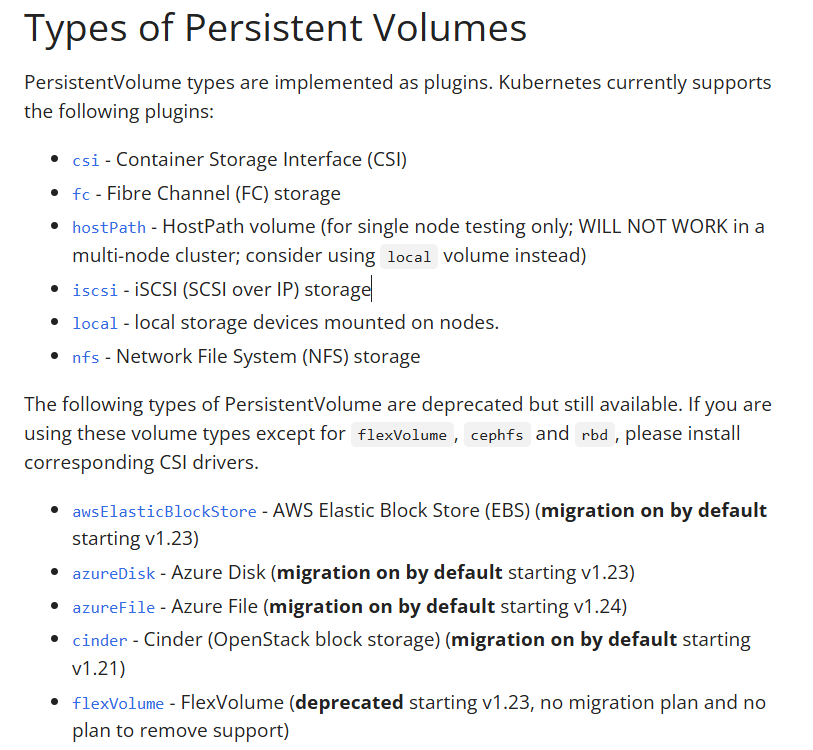 Types of Persistent Volumes
PersistentVolume types are implemented as plugins. Kubernetes currently supports
the following plugins:
• csi - Container Storage Interface (CSI)
• fc - Fibre Channel (FC) storage
• hostPath - HostPath volume (for single node testing only; WILL NOT WORK in a
multi-node cluster; consider using local volume instead)
• iscsi - iSCSI (SCSI over IP) storage
• local - local storage devices mounted on nodes.
• nfs - Network File System (NFS) storage
The following types of PersistentVolume are deprecated but still available. If you are
using these volume types except for flexVolume, cephfs and rbd, please install
corresponding CSI drivers.
• awsElasticBlockStore - AWS Elastic Block Store (EBS) (migration on by default
starting v1.23)
• azureDisk - Azure Disk (migration on by default starting v1.23)
• azureFile - Azure File (migration on by default starting v1.24)
• cinder - Cinder (OpenStack block storage) (migration on by default starting
v1.21)
• flexVolume - FlexVolume (deprecated starting v1.23, no migration plan and no
plan to remove support)